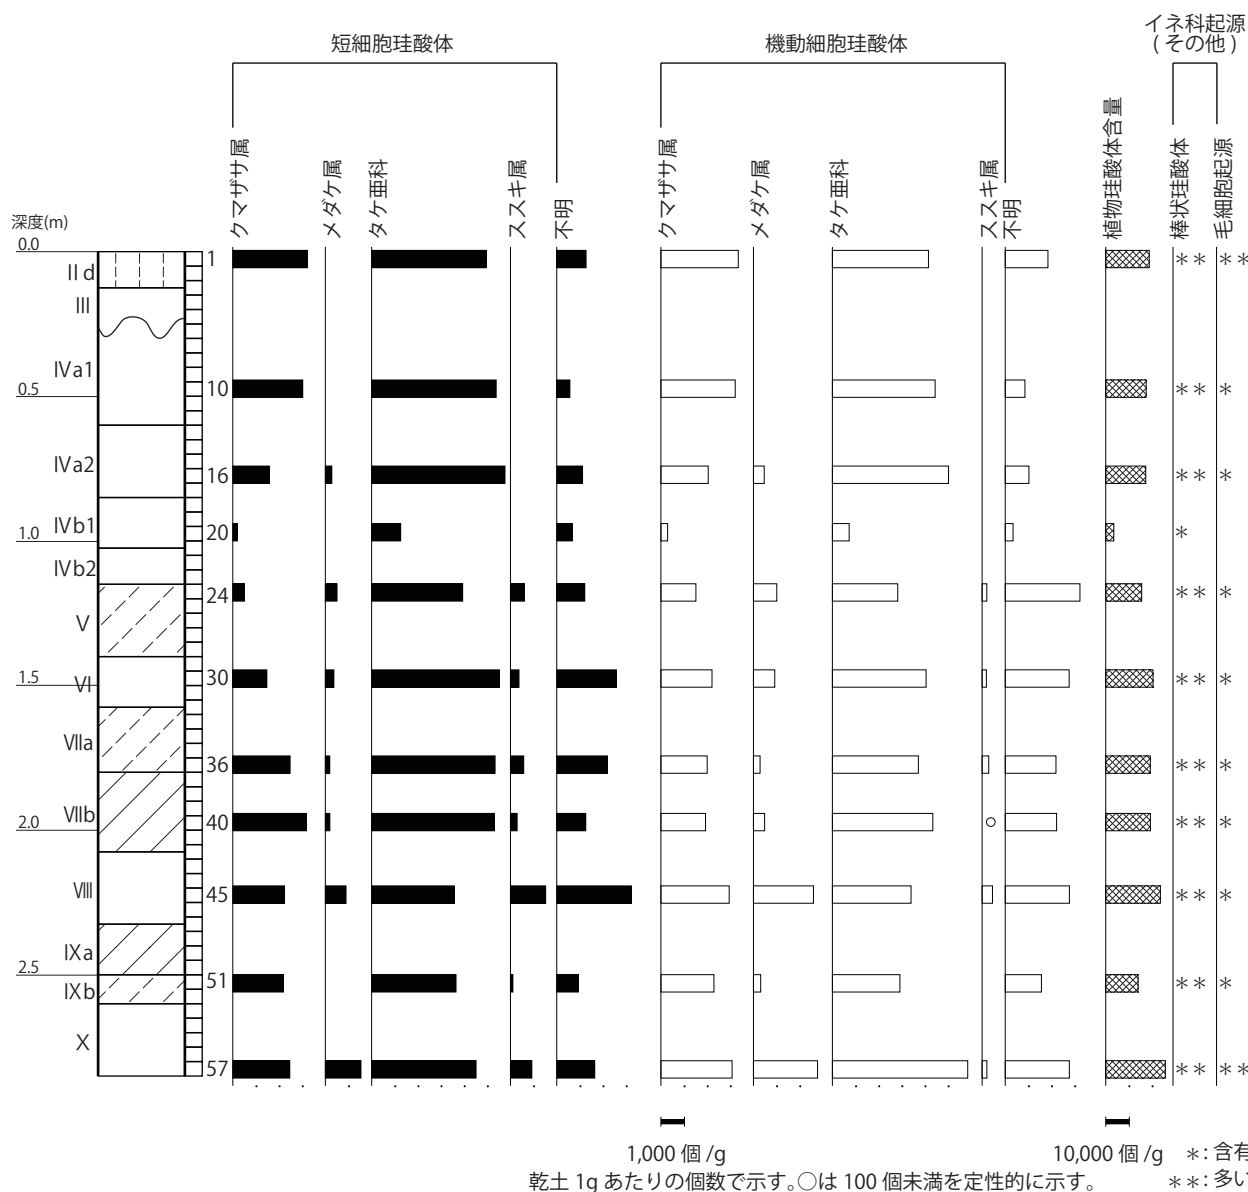 イネ科起源
(その他)
短細胞珪酸体
機動細胞珪酸体
クマザサ属
メダケ属
タケ亜科
ススキ属
不明
クマザサ属
メダケ属
タケ亜科
ススキ属
不明
植物珪酸体含量
棒状珪酸体
毛細胞起源
深度(m)
0.0
Ⅱd
1
＊＊ ＊＊
Ⅲ
Ⅳa1
0.5
10
＊＊ ＊
Ⅳa2
16
＊＊ ＊
Ⅳb1
1.0
20
＊
Ⅳb2
24
＊＊ ＊
Ⅴ
1.5
Ⅵ
30
＊＊ ＊
Ⅶa
36
＊＊ ＊
Ⅶb
2.0
40
○
＊＊ ＊
Ⅷ
45
＊＊ ＊
Ⅸa
2.5
51
＊＊ ＊
Ⅸb
Ⅹ
57
＊＊ ＊＊
1,000 個 /g
10,000 個 /g
＊: 含有
乾土 1g あたりの個数で示す。○は 100 個未満を定性的に示す。
＊＊: 多い